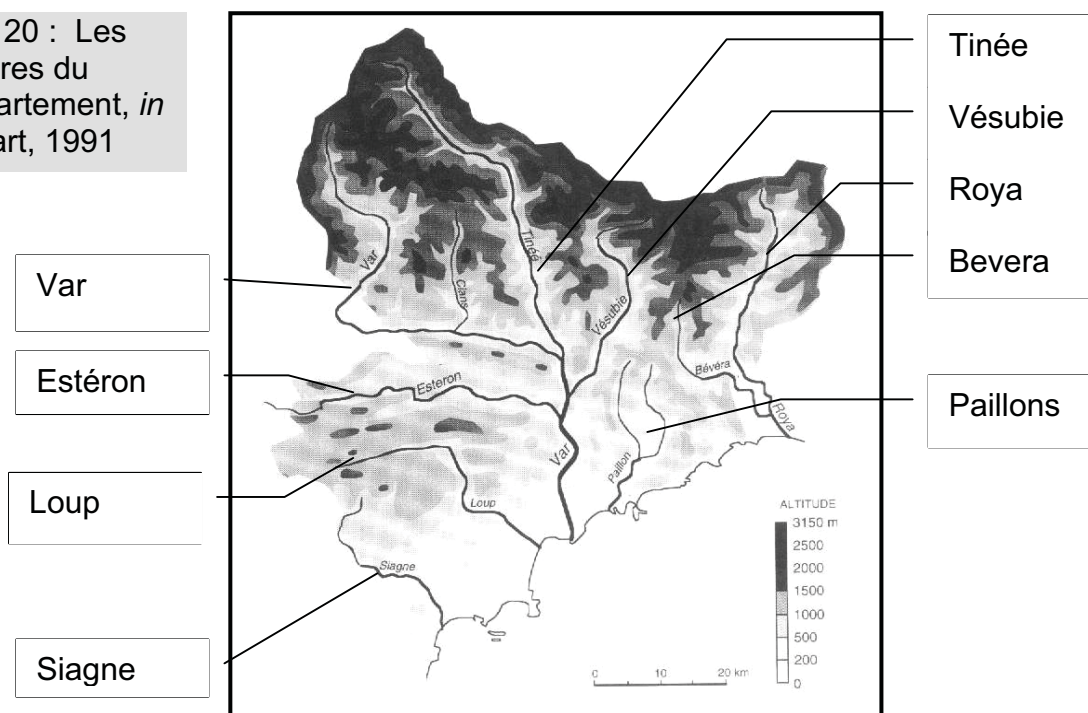 20 : Les
res du
artement, in
art, 1991
Var
Estéron
Loup
Siagne
Tinée
Vésubie
Roya
Bevera
Paillons
Var
Cians
Tinée
Vésubie
Bévéra
Roya
Esteron
Var
Paillon
Loup
Siagne
ALTITUDE
3150 m
2500
2000
1500
1000
500
200
0
0 10 20 km